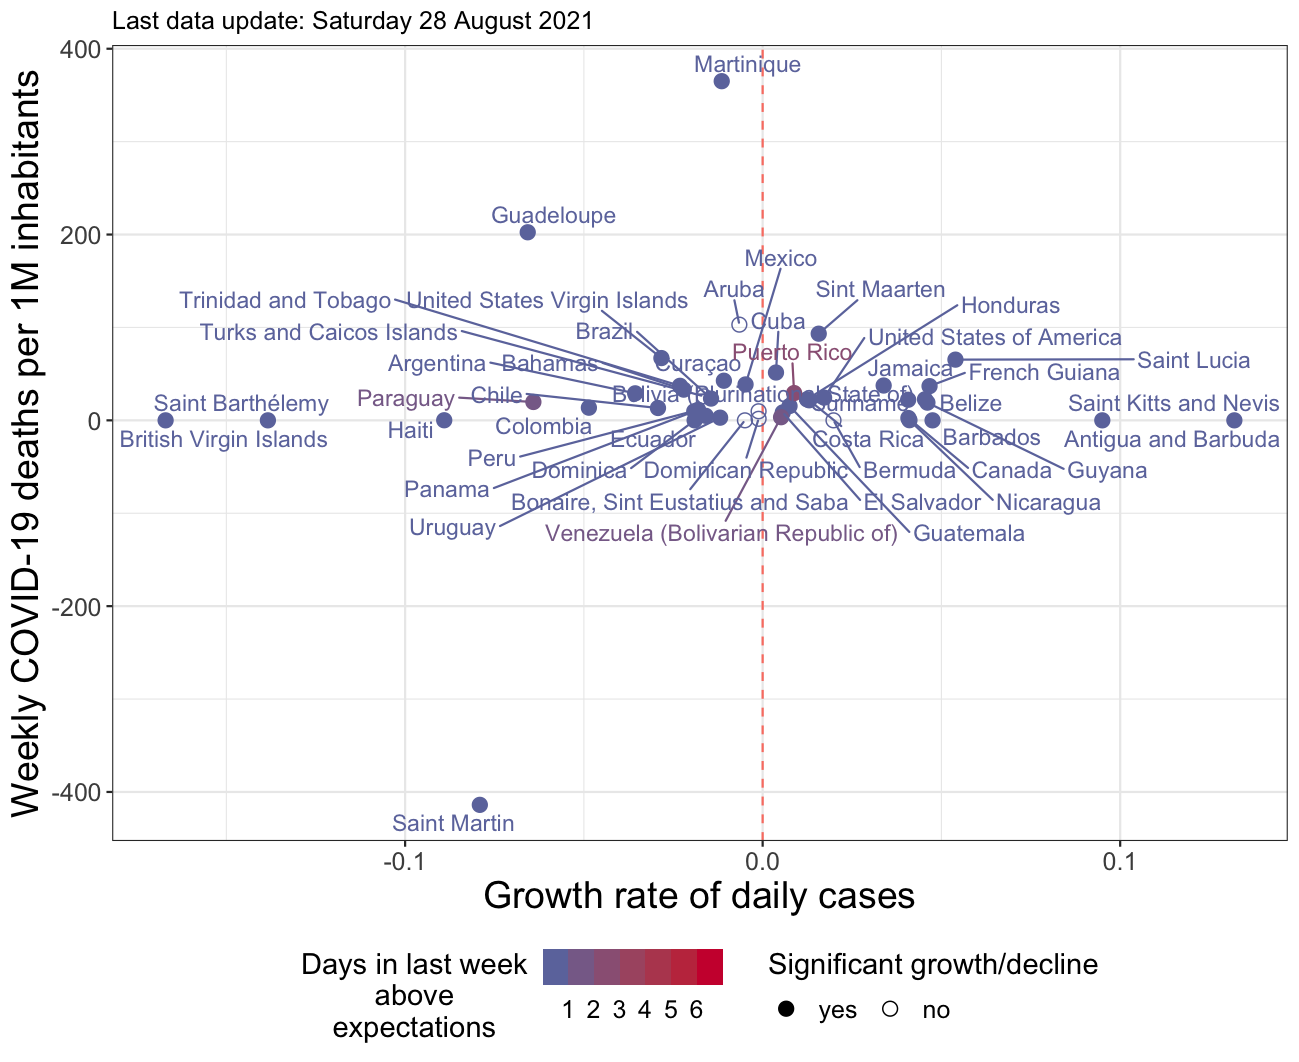 Last data update: Saturday 28 August 2021
Weekly COVID-19 deaths per 1M inhabitants
400
200
0
-200
-400
Martinique
Guadeloupe
Mexico
Aruba
Sint Maarten
Trinidad and Tobago
United States Virgin Islands
Honduras
Turks and Caicos Islands
Brazil
Cuba
United States of America
Puerto Rico
Argentina
Bahamas
Curaçao
Jamaica
French Guiana
Saint Lucia
Paraguay
Chile
Bolivia (Plurinational State of)
Saint Barthélemy
Suriname
Belize
Saint Kitts and Nevis
British Virgin Islands
Haiti
Colombia
Ecuador
Costa Rica
Barbados
Antigua and Barbuda
Peru
Dominica
Dominican Republic
Bermuda
Canada
Guyana
Panama
Bonaire, Sint Eustatius and Saba
El Salvador
Nicaragua
Uruguay
Venezuela (Bolivarian Republic of)
Guatemala
Saint Martin
-0.1
0.0
0.1
Growth rate of daily cases
Days in last week
above
expectations
1 2 3 4 5 6
Significant growth/decline
yes
no